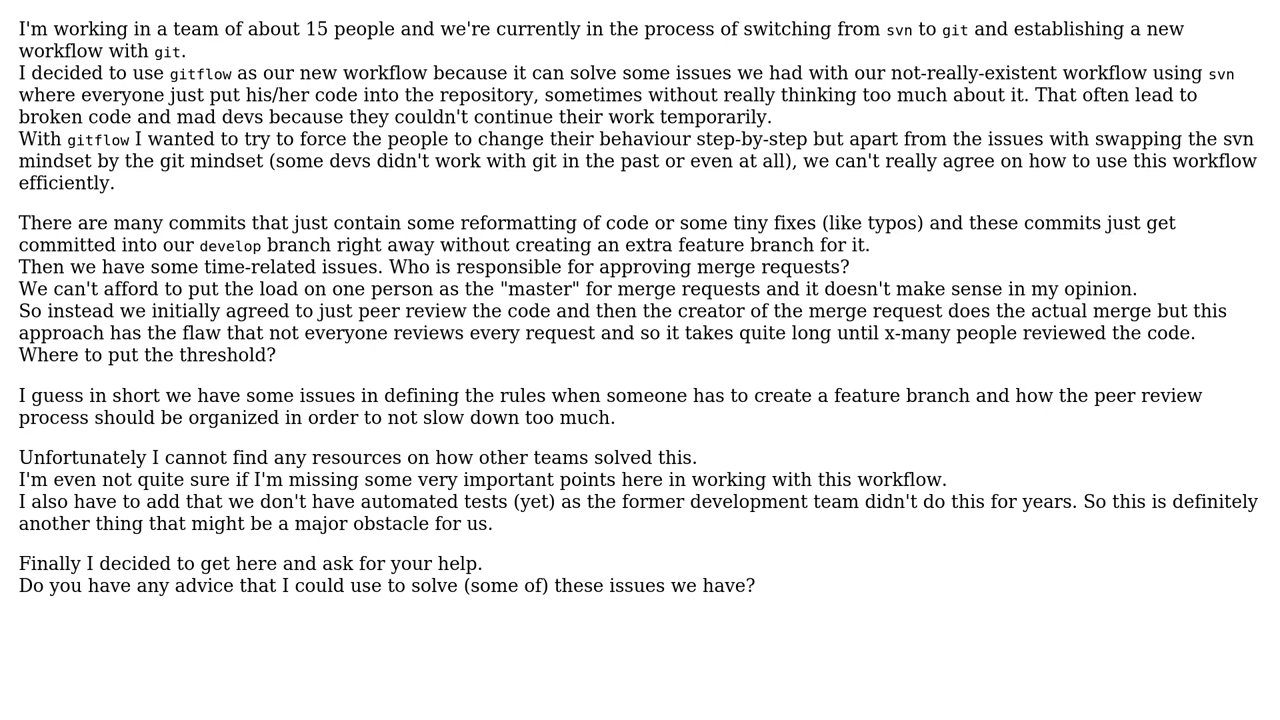 I'm working in a team of about 15 people and we're currently in the process of switching from svn to git and establishing a new
workflow with git.
I decided to use gitflow as our new workflow because it can solve some issues we had with our not-really-existent workflow using svn
where everyone just put his/her code into the repository, sometimes without really thinking too much about it. That often lead to
broken code and mad devs because they couldn't continue their work temporarily.
With gitflow I wanted to try to force the people to change their behaviour step-by-step but apart from the issues with swapping the svn
mindset by the git mindset (some devs didn't work with git in the past or even at all), we can't really agree on how to use this workflow
efficiently.
There are many commits that just contain some reformatting of code or some tiny fixes (like typos) and these commits just get
committed into our develop branch right away without creating an extra feature branch for it.
Then we have some time-related issues. Who is responsible for approving merge requests?
We can't afford to put the load on one person as the "master" for merge requests and it doesn't make sense in my opinion.
So instead we initially agreed to just peer review the code and then the creator of the merge request does the actual merge but this
approach has the flaw that not everyone reviews every request and so it takes quite long until x-many people reviewed the code.
Where to put the threshold?
I guess in short we have some issues in defining the rules when someone has to create a feature branch and how the peer review
process should be organized in order to not slow down too much.
Unfortunately I cannot find any resources on how other teams solved this.
I'm even not quite sure if I'm missing some very important points here in working with this workflow.
I also have to add that we don't have automated tests (yet) as the former development team didn't do this for years. So this is definitely
another thing that might be a major obstacle for us.
Finally I decided to get here and ask for your help.
Do you have any advice that I could use to solve (some of) these issues we have?